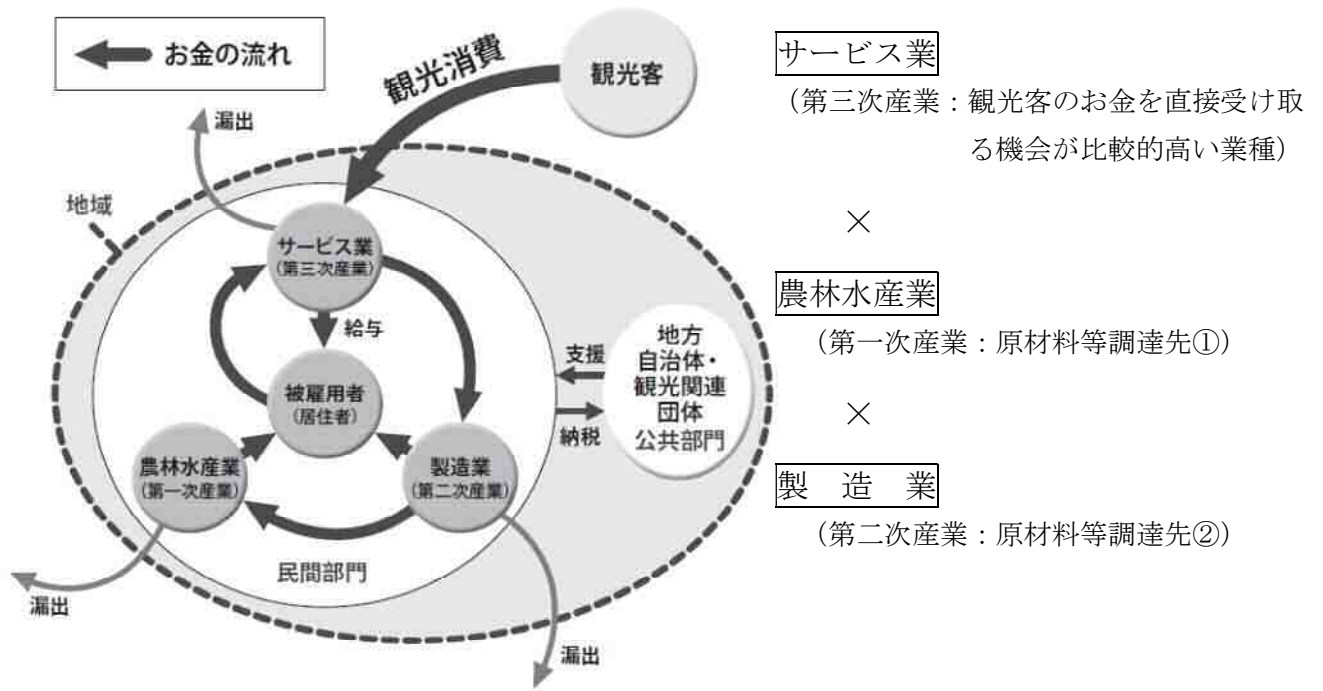 お金の流れ
観光消費
観光客
漏出
地域
サービス業
(第三次産業)
給与
被雇用者
(居住者)
農林水産業
(第一次産業)
製造業
(第二次産業)
民間部門
漏出
漏出
支援
納税
地方
自治体・
観光関連
団体
公共部門
サービス業
（第三次産業：観光客のお金を直接受け取
る機会が比較的高い業種）
×
農林水産業
（第一次産業：原材料等調達先①）
×
製　造　業
（第二次産業：原材料等調達先②）